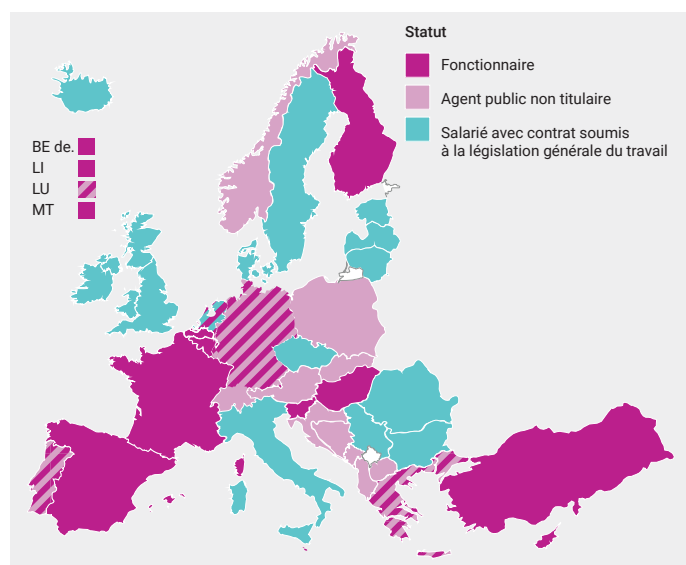 Statut
Fonctionnaire
Agent public non titulaire
Salarié avec contrat soumis
à la législation générale du travail
BE de.
LI
LU
MT